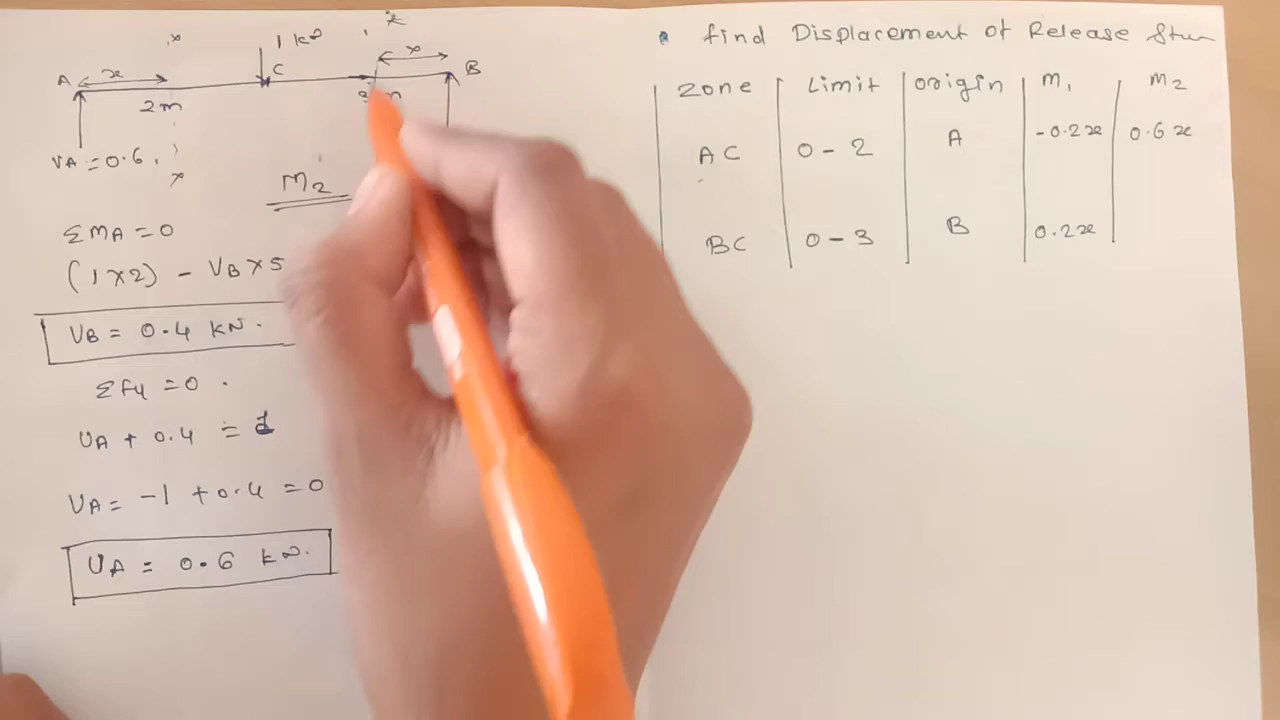 x
1 kN
x
x
x
A
C
B
2m
VA = 0.6
x
M2
ΣMA = 0
(1×2) - VB×5
VB = 0.4 kN.
Σfy = 0.
VA + 0.4 = 1
VA = -1 + 0.4 = 0
VA = 0.6 kN.
• find Displacement of Release
Zone Limit origin M1 M2
AC 0-2 A -0.2x 0.6x
BC 0-3 B 0.2x